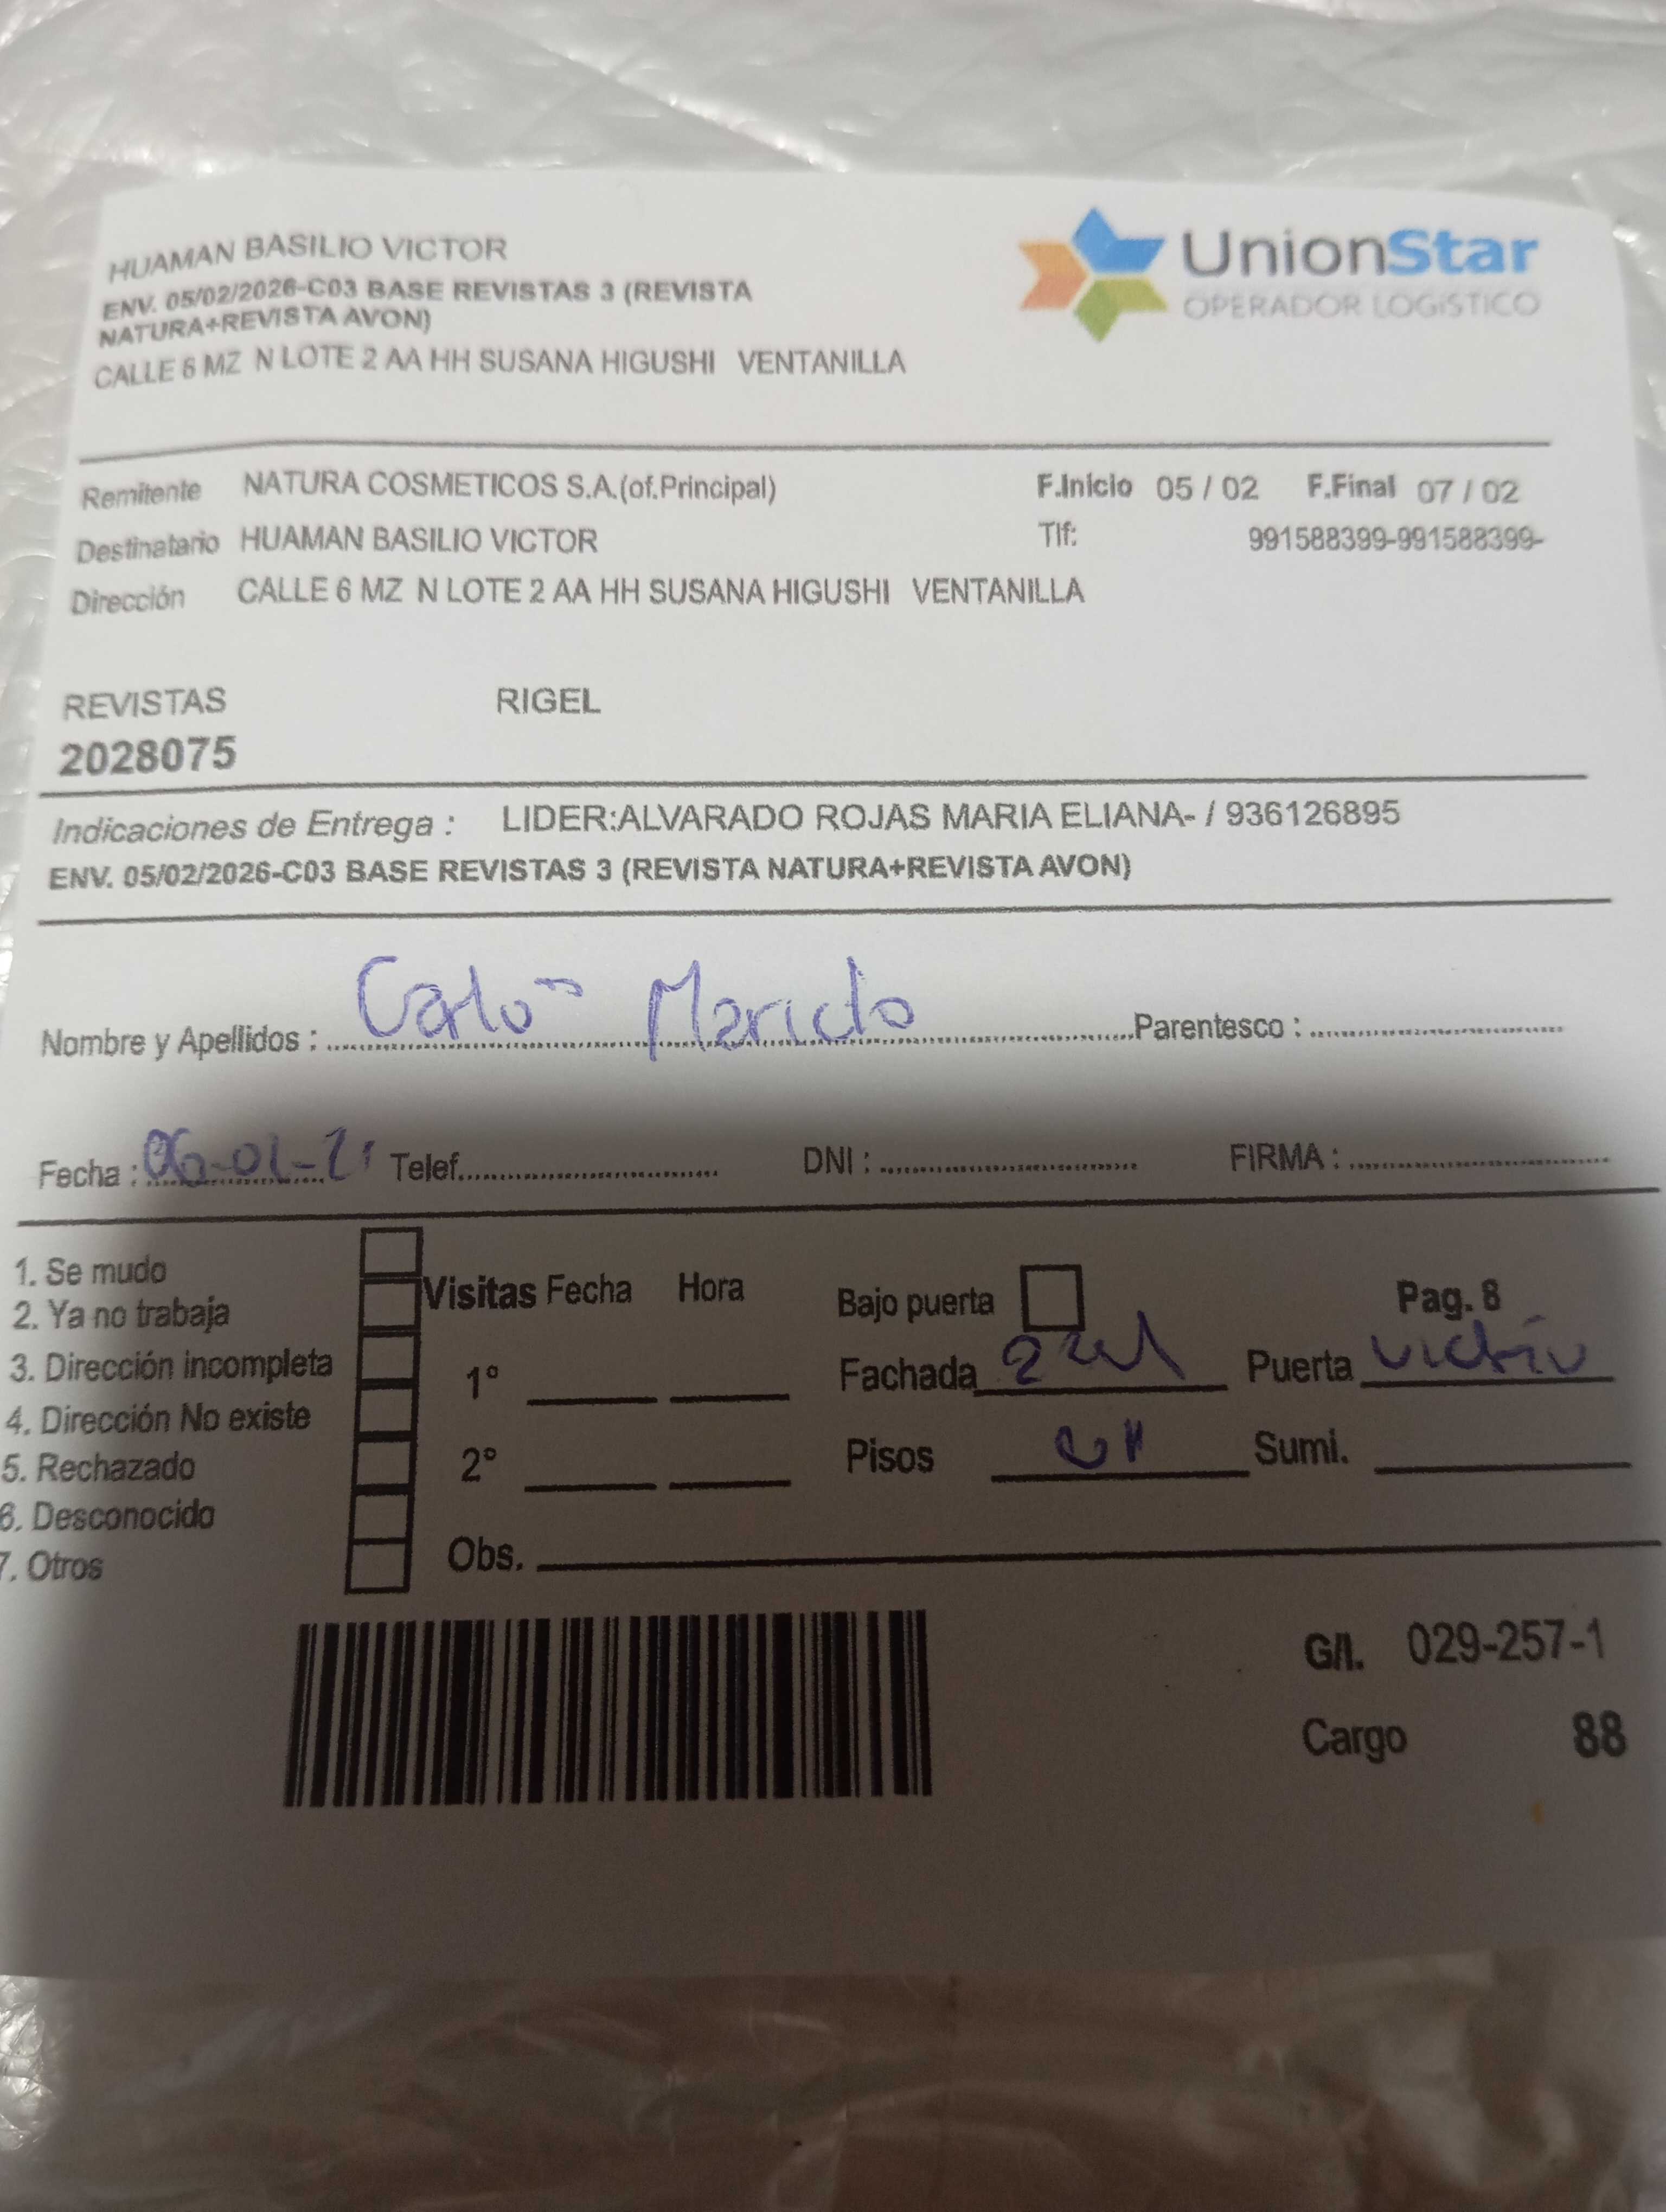 HUAMAN BASILIO VICTOR
ENV. 05/02/2026-C03 BASE REVISTAS 3 (REVISTA
NATURA+REVISTA AVON)
CALLE 6 MZ N LOTE 2 AA HH SUSANA HIGUSHI VENTANILLA
UnionStar
OPERADOR LOGíSTICO
Remitente NATURA COSMETICOS S.A.(of.Principal) F.Inicio 05 / 02 F.Final 07 / 02
Destinatario HUAMAN BASILIO VICTOR Tlf: 991588399-991588399-
Dirección CALLE 6 MZ N LOTE 2 AA HH SUSANA HIGUSHI VENTANILLA
REVISTAS RIGEL
2028075
Indicaciones de Entrega : LIDER:ALVARADO ROJAS MARIA ELIANA- / 936126895
ENV. 05/02/2026-C03 BASE REVISTAS 3 (REVISTA NATURA+REVISTA AVON)
Nombre y Apellidos : Carlos Parentesco :
Fecha : Telef. DNI : FIRMA :
1. Se mudo
2. Ya no trabaja
3. Dirección incompleta
4. Dirección No existe
5. Rechazado
6. Desconocido
7. Otros
Visitas Fecha Hora
1°
2°
Obs.
Bajo puerta Pag. 8
Fachada Puerta
Pisos Sumi.
G/I. 029-257-1
Cargo 88